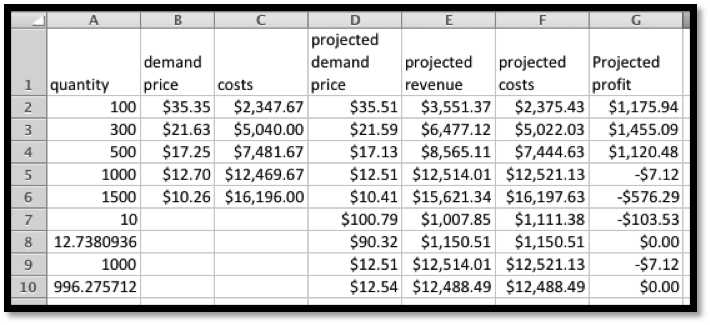 A B C D E F G
1 quantity demand price costs projected demand price projected revenue projected costs Projected profit
2 100 $35.35 $2,347.67 $35.51 $3,551.37 $2,375.43 $1,175.94
3 300 $21.63 $5,040.00 $21.59 $6,477.12 $5,022.03 $1,455.09
4 500 $17.25 $7,481.67 $17.13 $8,565.11 $7,444.63 $1,120.48
5 1000 $12.70 $12,469.67 $12.51 $12,514.01 $12,521.13 -$7.12
6 1500 $10.26 $16,196.00 $10.41 $15,621.34 $16,197.63 -$576.29
7 10 $100.79 $1,007.85 $1,111.38 -$103.53
8 12.7380936 $90.32 $1,150.51 $1,150.51 $0.00
9 1000 $12.51 $12,514.01 $12,521.13 -$7.12
10 996.275712 $12.54 $12,488.49 $12,488.49 $0.00